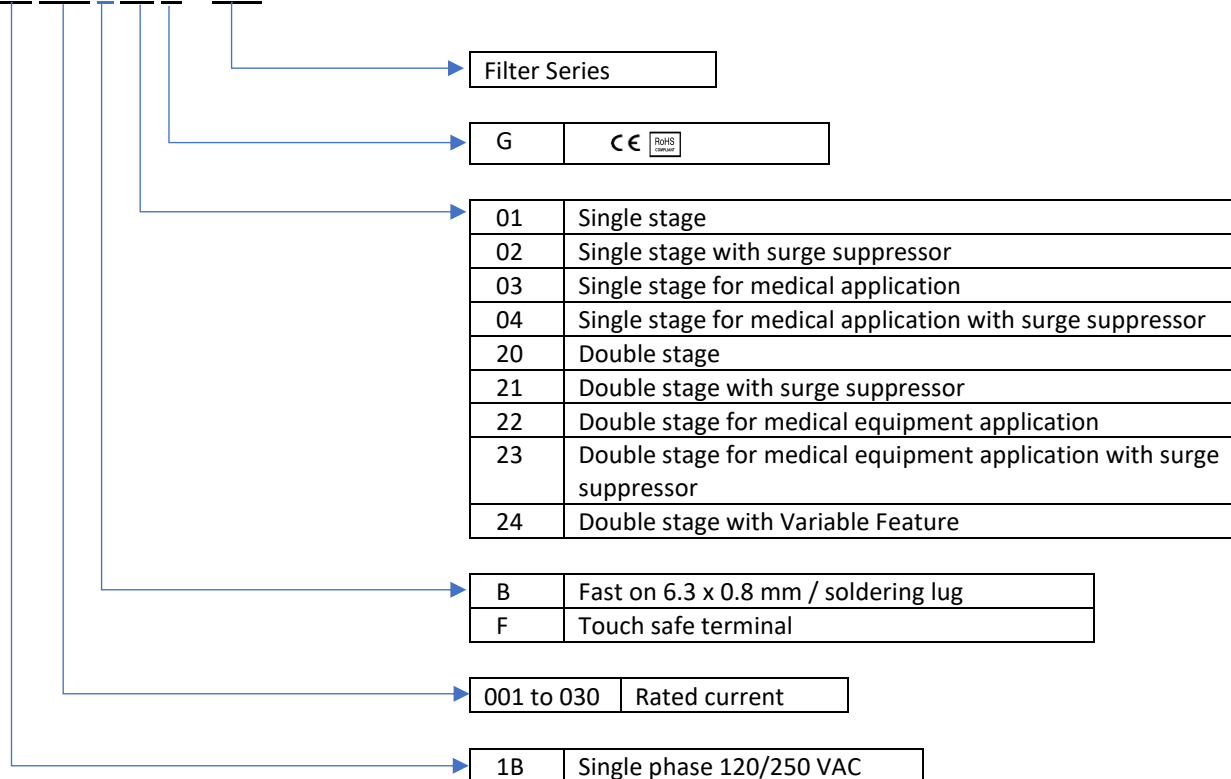 Filter Series
G CE RoHS COMPLIANT
01 Single stage
02 Single stage with surge suppressor
03 Single stage for medical application
04 Single stage for medical application with surge suppressor
20 Double stage
21 Double stage with surge suppressor
22 Double stage for medical equipment application
23 Double stage for medical equipment application with surge
suppressor
24 Double stage with Variable Feature
B Fast on 6.3 x 0.8 mm / soldering lug
F Touch safe terminal
001 to 030 Rated current
1B Single phase 120/250 VAC